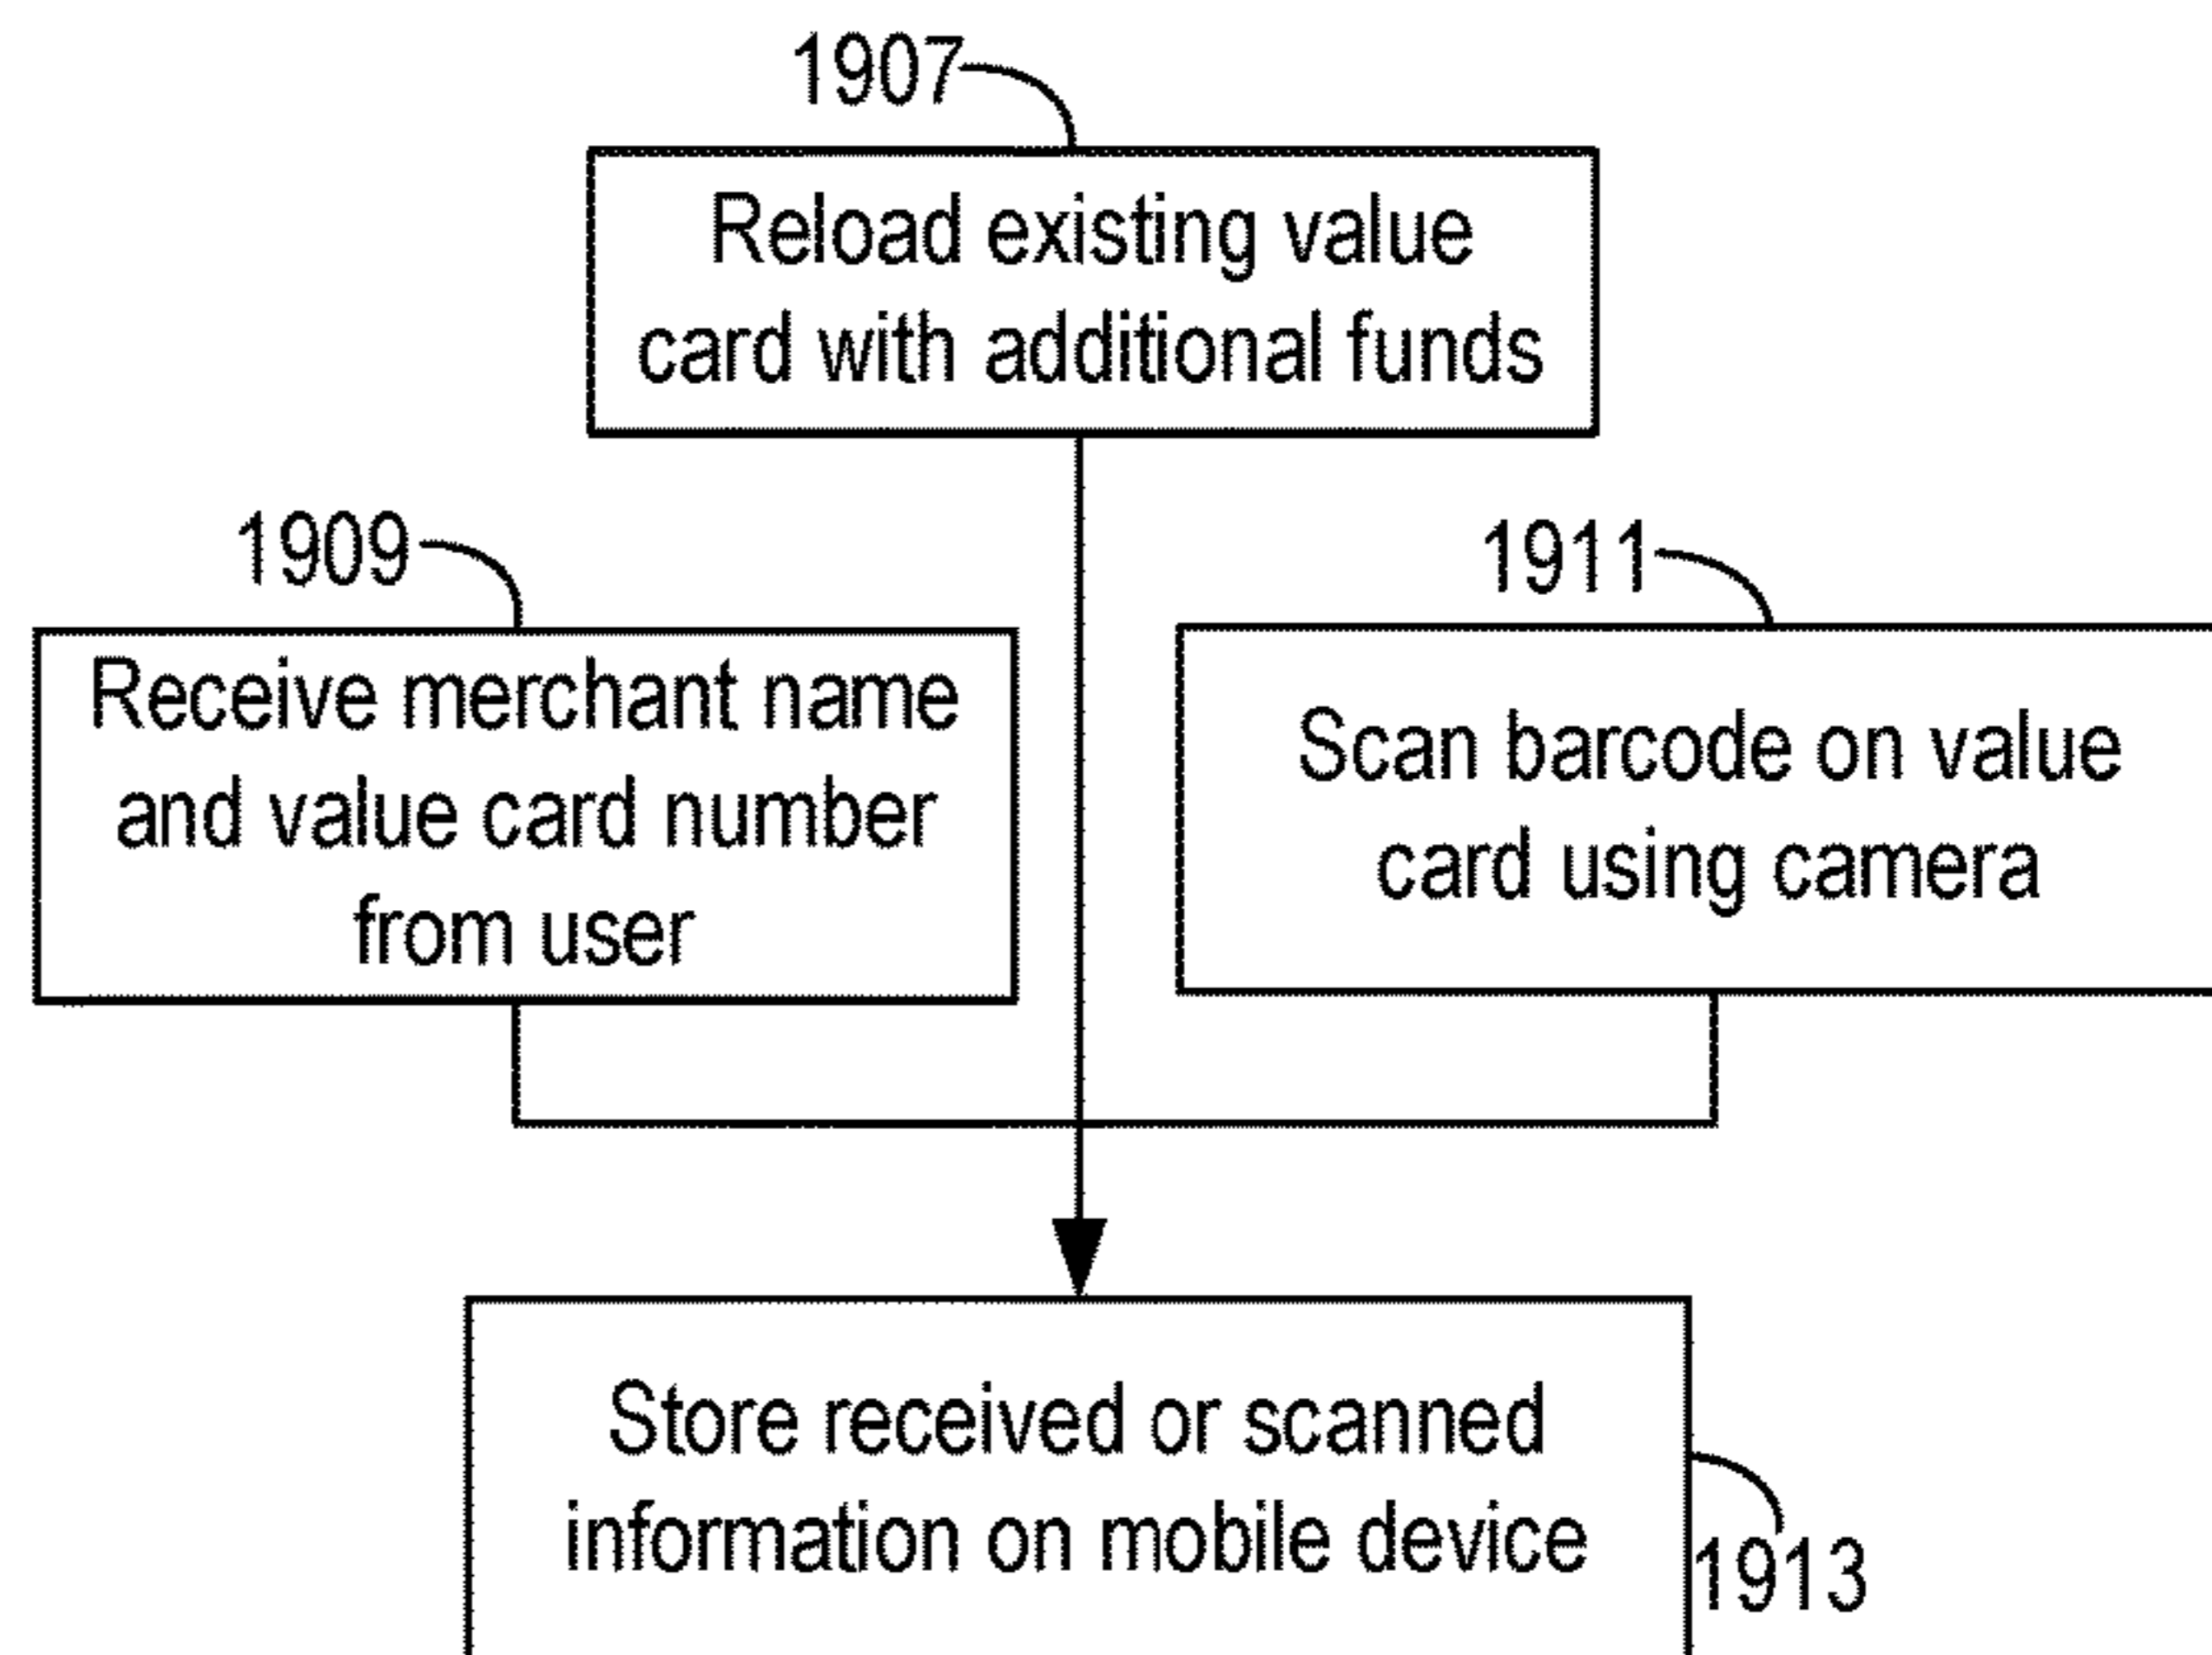 1907
Reload existing value
card with additional funds
1909
Receive merchant name
and value card number
from user
1911
Scan barcode on value
card using camera
Store received or scanned
information on mobile device
1913